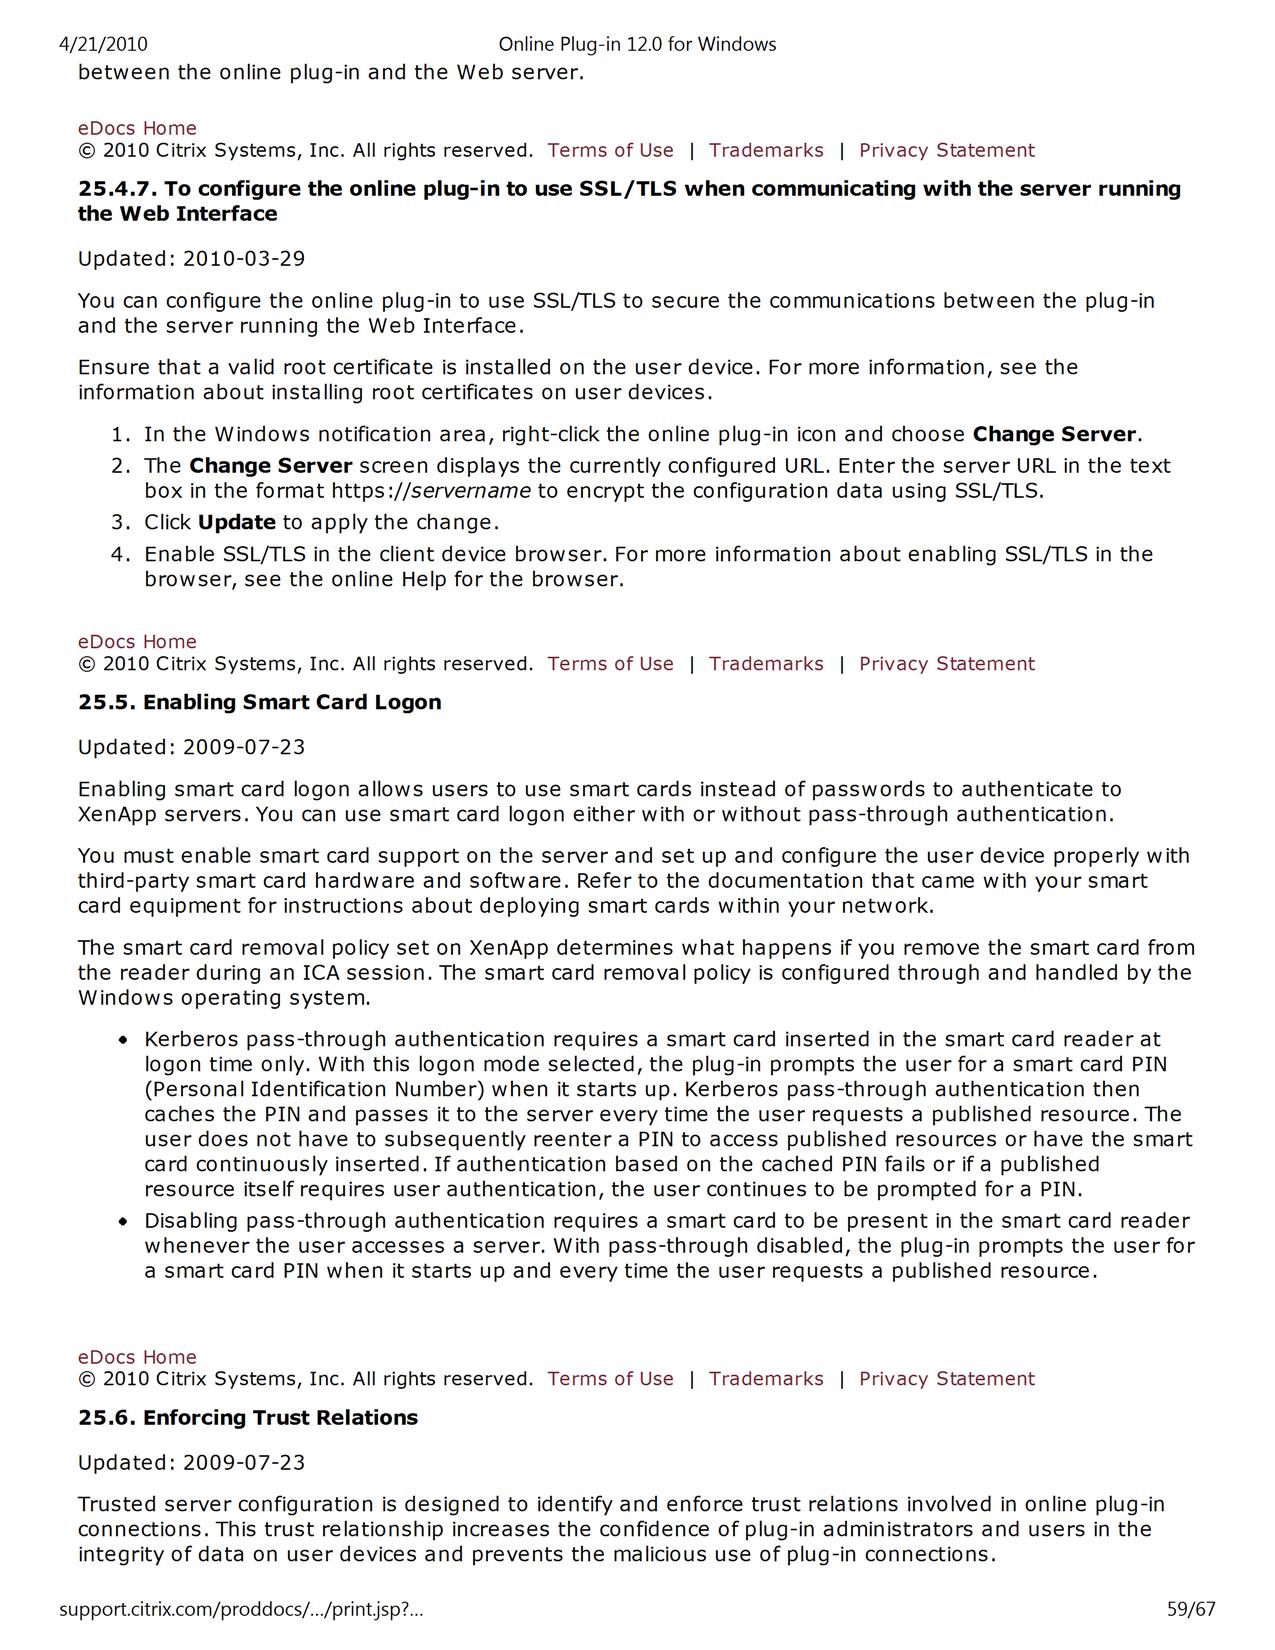 4/21/2010 Online Plug-in 12.0 for Windows
between the online plug-in and the Web server.
eDocs Home
© 2010 Citrix Systems, Inc. All rights reserved. Terms of Use | Trademarks | Privacy Statement
25.4.7. To configure the online plug-in to use SSL/TLS when communicating with the server running
the Web Interface
Updated: 2010-03-29
You can configure the online plug-in to use SSL/TLS to secure the communications between the plug-in
and the server running the Web Interface.
Ensure that a valid root certificate is installed on the user device. For more information, see the
information about installing root certificates on user devices.
1. In the Windows notification area, right-click the online plug-in icon and choose Change Server.
2. The Change Server screen displays the currently configured URL. Enter the server URL in the text
box in the format https://servername to encrypt the configuration data using SSL/TLS.
3. Click Update to apply the change.
4. Enable SSL/TLS in the client device browser. For more information about enabling SSL/TLS in the
browser, see the online Help for the browser.
eDocs Home
© 2010 Citrix Systems, Inc. All rights reserved. Terms of Use | Trademarks | Privacy Statement
25.5. Enabling Smart Card Logon
Updated: 2009-07-23
Enabling smart card logon allows users to use smart cards instead of passwords to authenticate to
XenApp servers. You can use smart card logon either with or without pass-through authentication.
You must enable smart card support on the server and set up and configure the user device properly with
third-party smart card hardware and software. Refer to the documentation that came with your smart
card equipment for instructions about deploying smart cards within your network.
The smart card removal policy set on XenApp determines what happens if you remove the smart card from
the reader during an ICA session. The smart card removal policy is configured through and handled by the
Windows operating system.
• Kerberos pass-through authentication requires a smart card inserted in the smart card reader at
logon time only. With this logon mode selected, the plug-in prompts the user for a smart card PIN
(Personal Identification Number) when it starts up. Kerberos pass-through authentication then
caches the PIN and passes it to the server every time the user requests a published resource. The
user does not have to subsequently reenter a PIN to access published resources or have the smart
card continuously inserted. If authentication based on the cached PIN fails or if a published
resource itself requires user authentication, the user continues to be prompted for a PIN.
• Disabling pass-through authentication requires a smart card to be present in the smart card reader
whenever the user accesses a server. With pass-through disabled, the plug-in prompts the user for
a smart card PIN when it starts up and every time the user requests a published resource.
eDocs Home
© 2010 Citrix Systems, Inc. All rights reserved. Terms of Use | Trademarks | Privacy Statement
25.6. Enforcing Trust Relations
Updated: 2009-07-23
Trusted server configuration is designed to identify and enforce trust relations involved in online plug-in
connections. This trust relationship increases the confidence of plug-in administrators and users in the
integrity of data on user devices and prevents the malicious use of plug-in connections.
support.citrix.com/proddocs/.../print.jsp?... 59/67